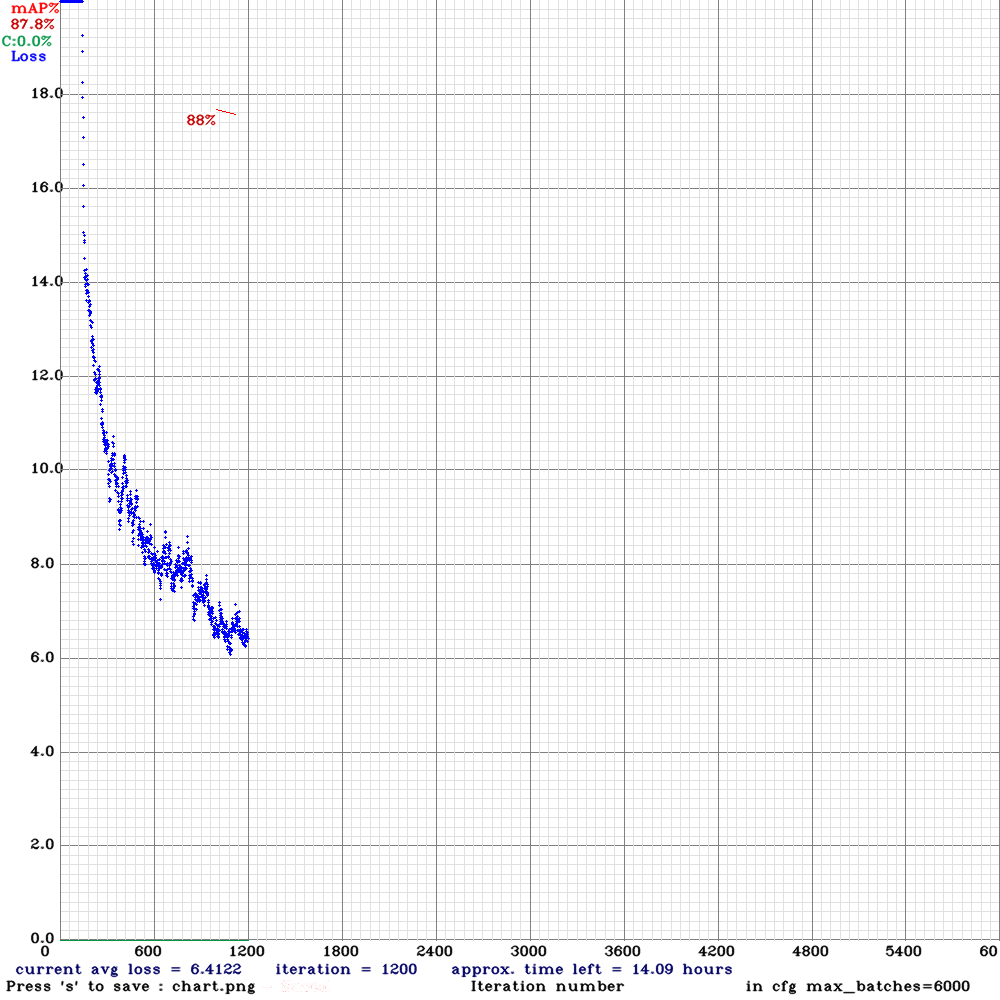 mAP%
87.8%
C:0.0%
Loss
18.0
88%
16.0
14.0
12.0
10.0
8.0
6.0
4.0
2.0
0.0
0 600 1200 1800 2400 3000 3600 4200 4800 5400 60
current avg loss = 6.4122 iteration = 1200 approx. time left = 14.09 hours
Press 's' to save : chart.png Iteration number in cfg max_batches=6000